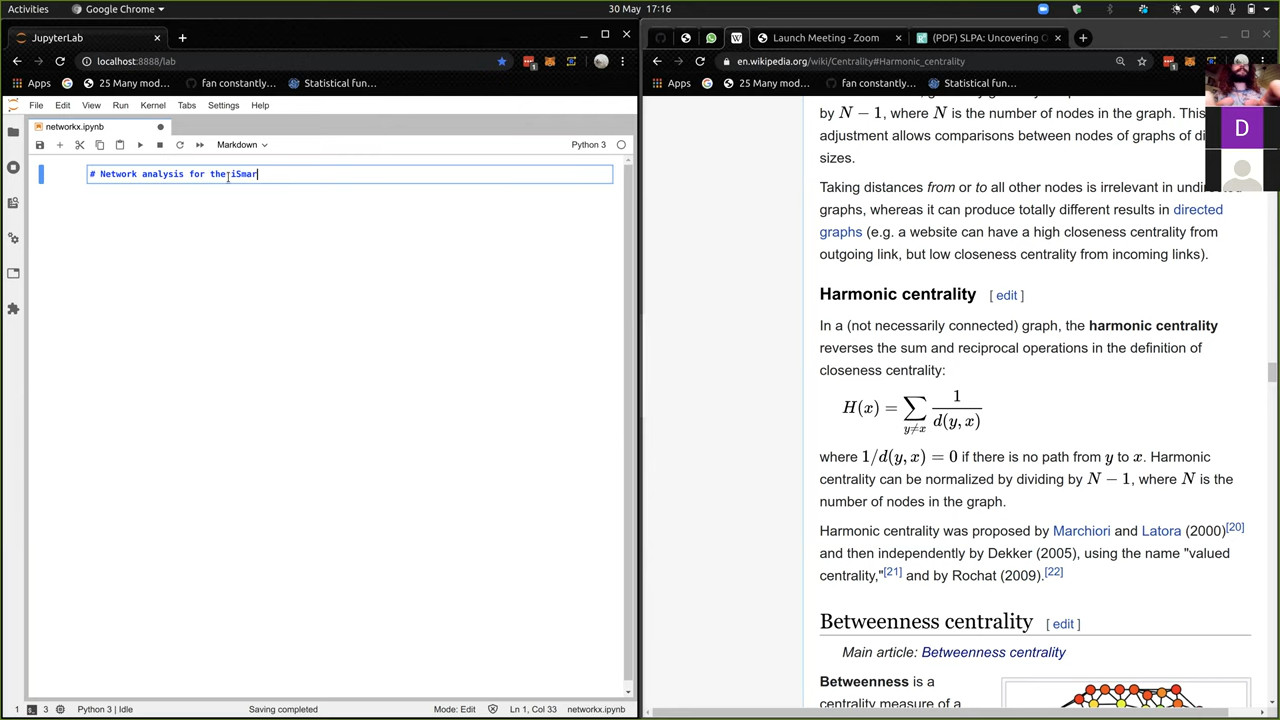 Activities
Google Chrome
30 May 17:16
JupyterLab
localhost:8888/lab
Apps
25 Many mod...
fan constantly...
Statistical fun...
File Edit View Run Kernel Tabs Settings Help
networkx.ipynb
Markdown
Python 3
# Network analysis for the iSmar
1
3
Python 3 | Idle
Saving completed
Mode: Edit
Ln 1, Col 33
networkx.ipynb
Launch Meeting - Zoom
(PDF) SLPA: Uncovering O
en.wikipedia.org/wiki/Centrality#Harmonic_centrality
Apps
25 Many mod...
fan constantly...
Statistical fun...
D
by N − 1, where N is the number of nodes in the graph. This
adjustment allows comparisons between nodes of graphs of di
sizes.
Taking distances from or to all other nodes is irrelevant in undir
graphs, whereas it can produce totally different results in directed
graphs (e.g. a website can have a high closeness centrality from
outgoing link, but low closeness centrality from incoming links).
Harmonic centrality [ edit ]
In a (not necessarily connected) graph, the harmonic centrality
reverses the sum and reciprocal operations in the definition of
closeness centrality:
H(x) = ∑y≠x 1/d(y, x)
where 1/d(y, x) = 0 if there is no path from y to x. Harmonic
centrality can be normalized by dividing by N − 1, where N is the
number of nodes in the graph.
Harmonic centrality was proposed by Marchiori and Latora (2000)[20]
and then independently by Dekker (2005), using the name "valued
centrality,"[21] and by Rochat (2009).[22]
Betweenness centrality [ edit ]
Main article: Betweenness centrality
Betweenness is a
centrality measure of a